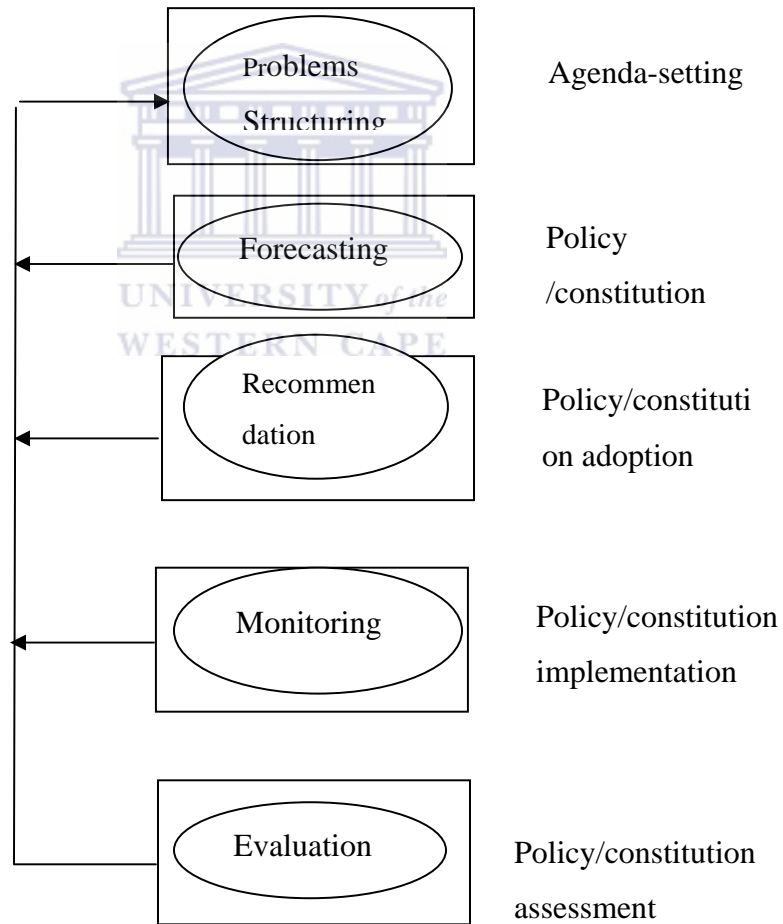 Problems
Structuring
Agenda-setting
Forecasting
Policy
/constitution
UNIVERSITY of the
WESTERN CAPE
Recommen
dation
Policy/constituti
on adoption
Monitoring
Policy/constitution
implementation
Evaluation
Policy/constitution
assessment